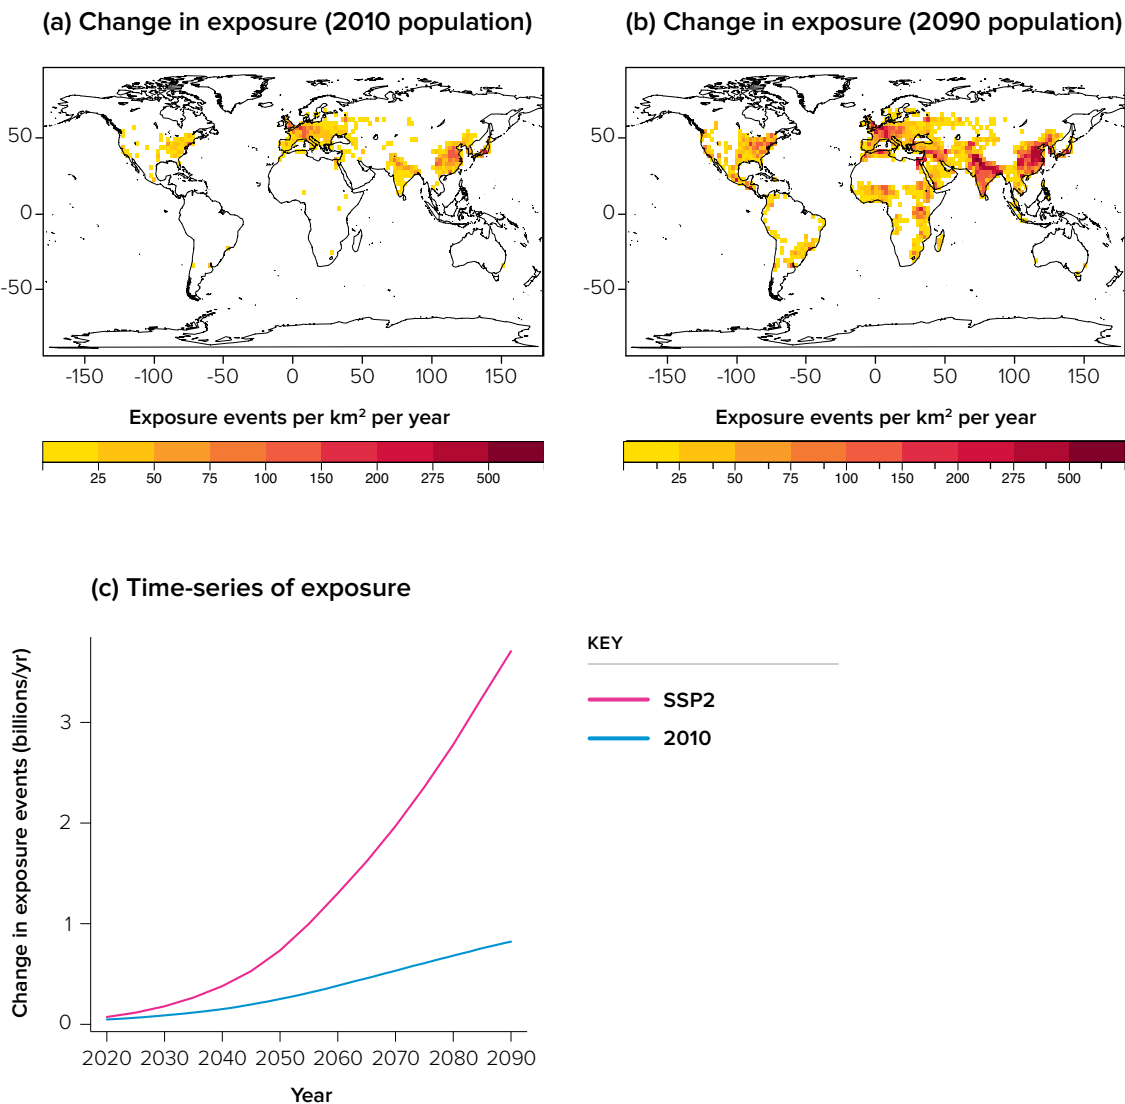 (a) Change in exposure (2010 population)
(b) Change in exposure (2090 population)
50
0
-50
-150 -100 -50 0 50 100 150
50
0
-50
-150 -100 -50 0 50 100 150
Exposure events per km² per year
25 50 75 100 150 200 275 500
Exposure events per km² per year
25 50 75 100 150 200 275 500
(c) Time-series of exposure
Change in exposure events (billions/yr)
3
2
1
0
2020 2030 2040 2050 2060 2070 2080 2090
Year
KEY
SSP2
2010